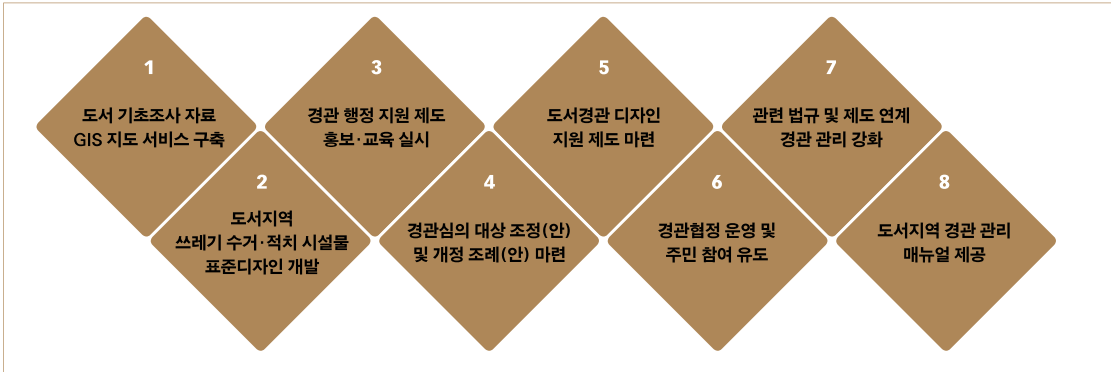 1
도서 기초조사 자료
GIS 지도 서비스 구축
2
도서지역
쓰레기 수거·적치 시설물
표준디자인 개발
3
경관 행정 지원 제도
홍보·교육 실시
4
경관심의 대상 조정(안)
및 개정 조례(안) 마련
5
도서경관 디자인
지원 제도 마련
6
경관협정 운영 및
주민 참여 유도
7
관련 법규 및 제도 연계
경관 관리 강화
8
도서지역 경관 관리
매뉴얼 제공